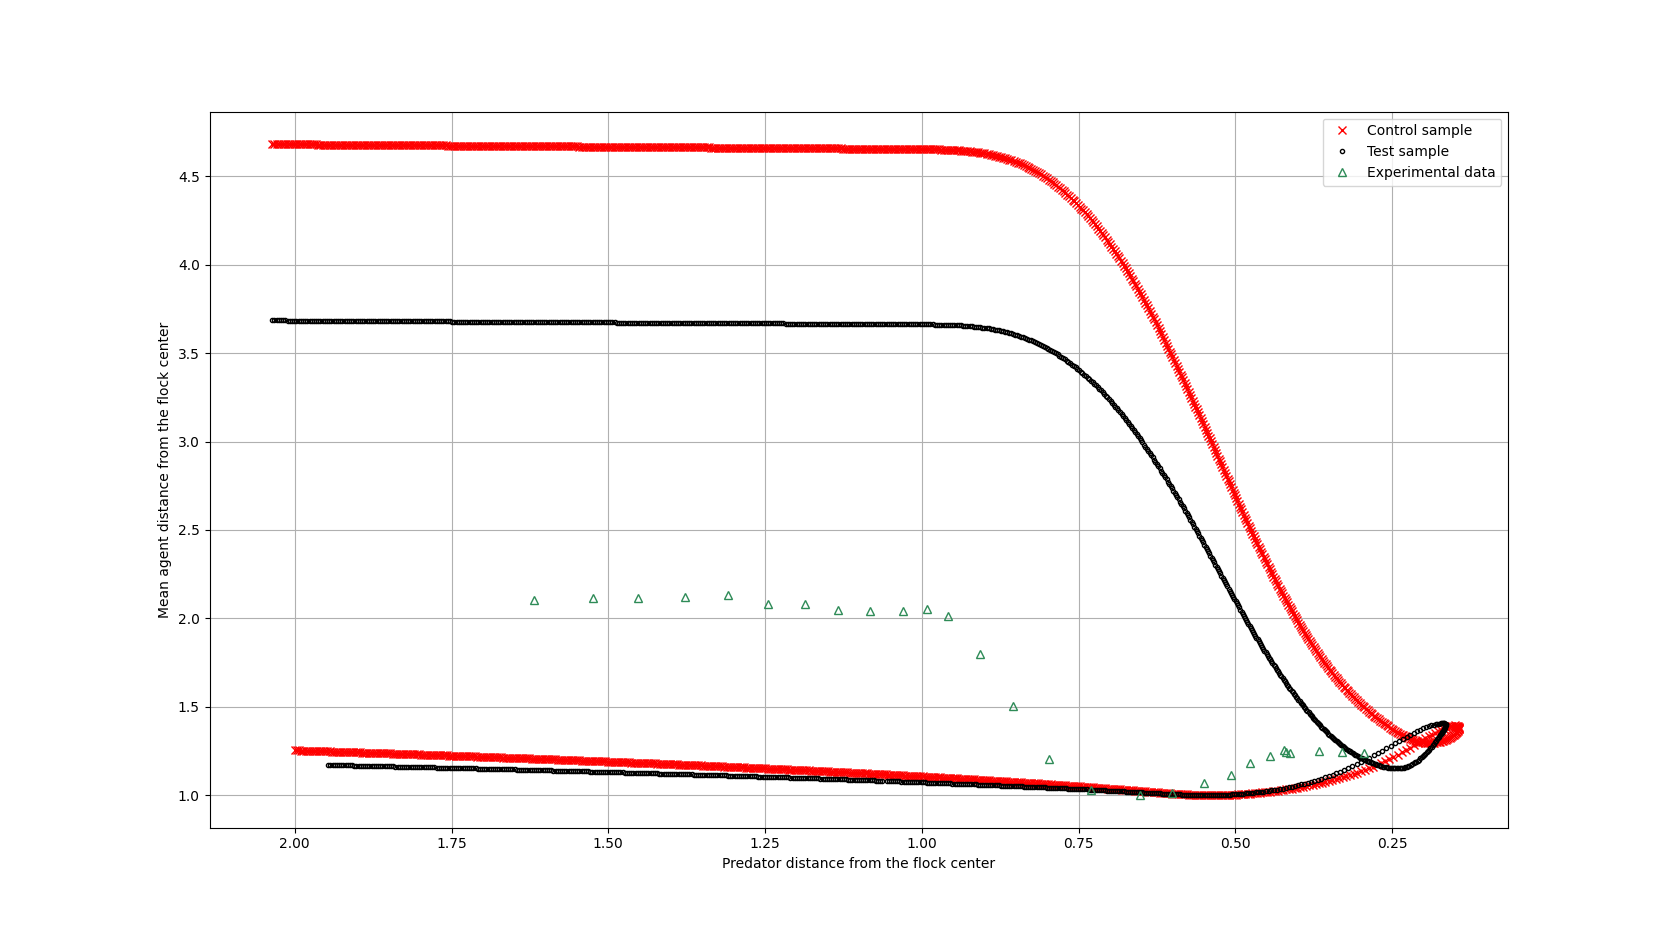 Control sample
Test sample
Experimental data
4.5
4.0
3.5
3.0
2.5
2.0
1.5
1.0
Mean agent distance from the flock center
2.00 1.75 1.50 1.25 1.00 0.75 0.50 0.25
Predator distance from the flock center